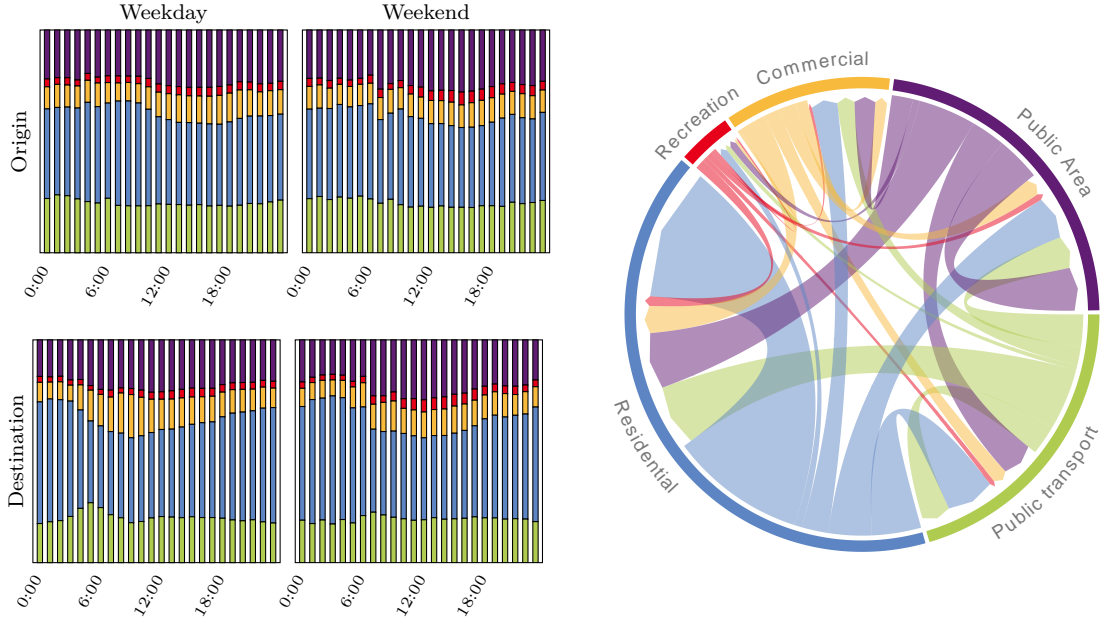 Weekday
Weekend
Origin
0:00
6:00
12:00
18:00
0:00
6:00
12:00
18:00
Destination
0:00
6:00
12:00
18:00
0:00
6:00
12:00
18:00
Commercial
Recreation
Public Area
Residential
Public transport